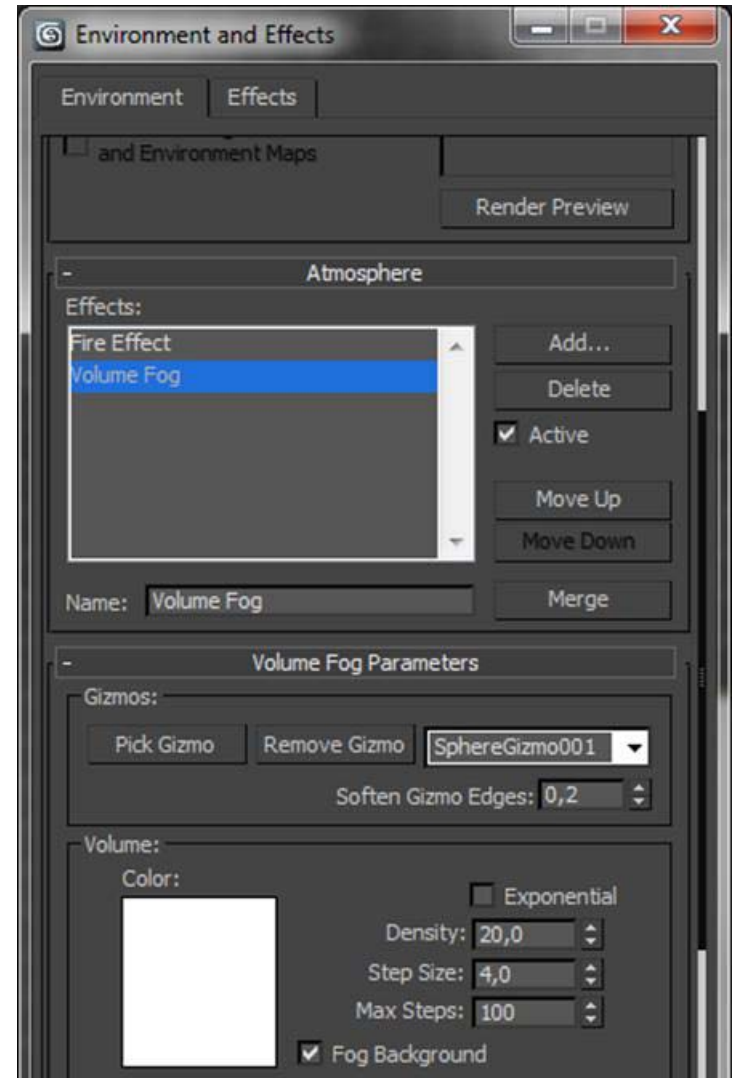 Environment and Effects
Environment Effects
and Environment Maps
Render Preview
- Atmosphere
Effects:
Fire Effect
Volume Fog
Add...
Delete
Active
Move Up
Move Down
Name: Volume Fog
Merge
- Volume Fog Parameters
Gizmos:
Pick Gizmo Remove Gizmo SphereGizmo001
Soften Gizmo Edges: 0,2
Volume:
Color:
Exponential
Density: 20,0
Step Size: 4,0
Max Steps: 100
Fog Background